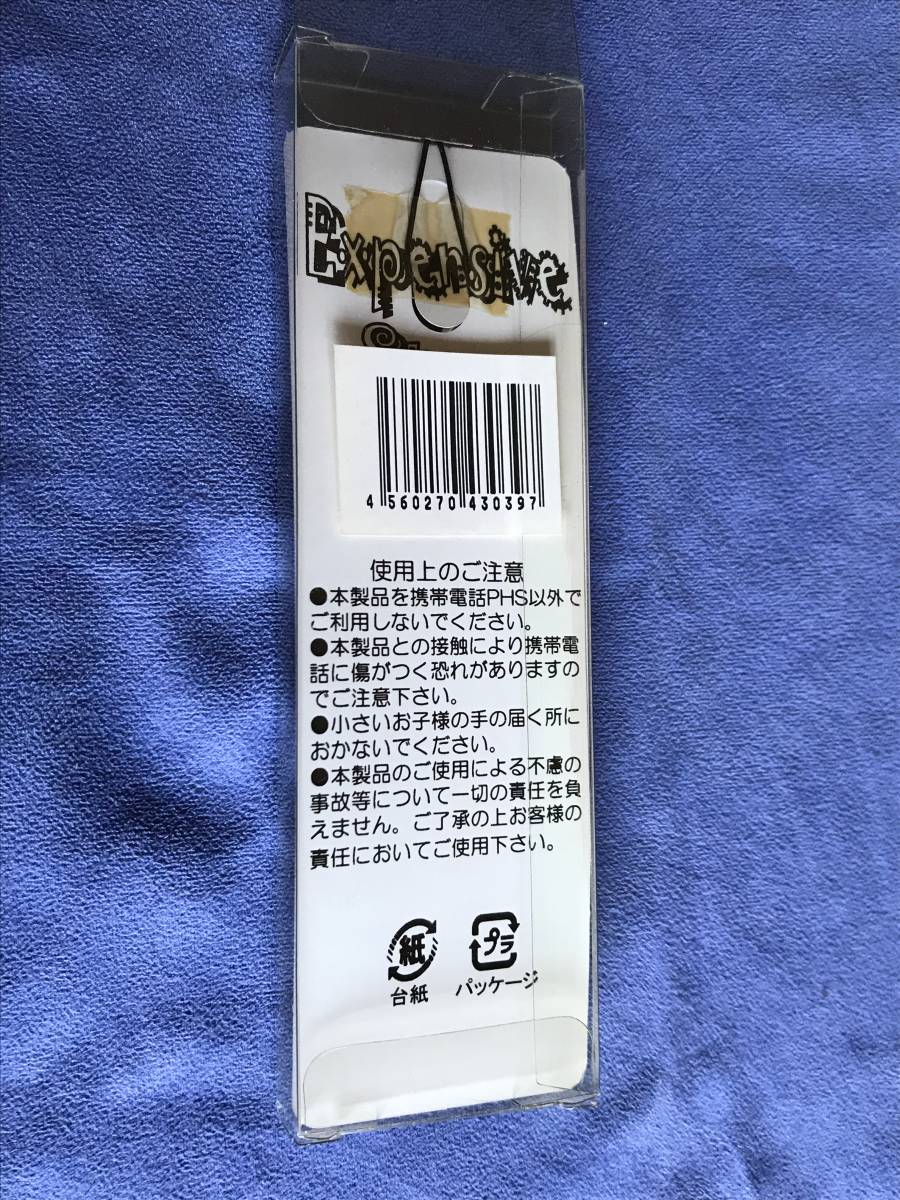 Expensive
4 560270 430397
使用上のご注意
●本製品を携帯電話PHS以外で
ご利用しないでください。
●本製品との接触により携帯電
話に傷がつく恐れがありますの
でご注意下さい。
●小さいお子様の手の届く所に
おかないでください。
●本製品のご使用による不慮の
事故等について一切の責任を負
えません。ご了承の上お客様の
責任においてご使用下さい。
紙 プラ
台紙 パッケージ